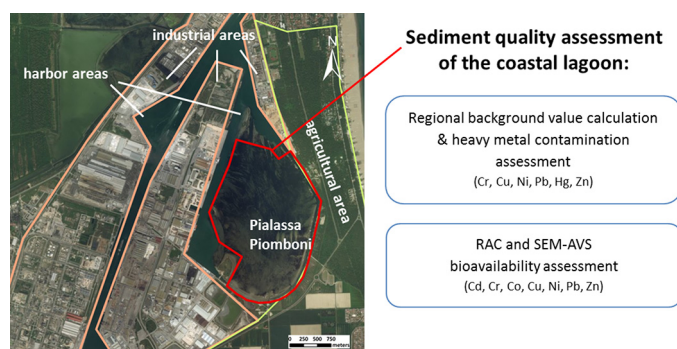 industrial areas
harbor areas
N
agricultural area
Pialassa
Piomboni
0 250 500 750
meters
Sediment quality assessment
of the coastal lagoon:
Regional background value calculation
& heavy metal contamination
assessment
(Cr, Cu, Ni, Pb, Hg, Zn)
RAC and SEM-AVS
bioavailability assessment
(Cd, Cr, Co, Cu, Ni, Pb, Zn)